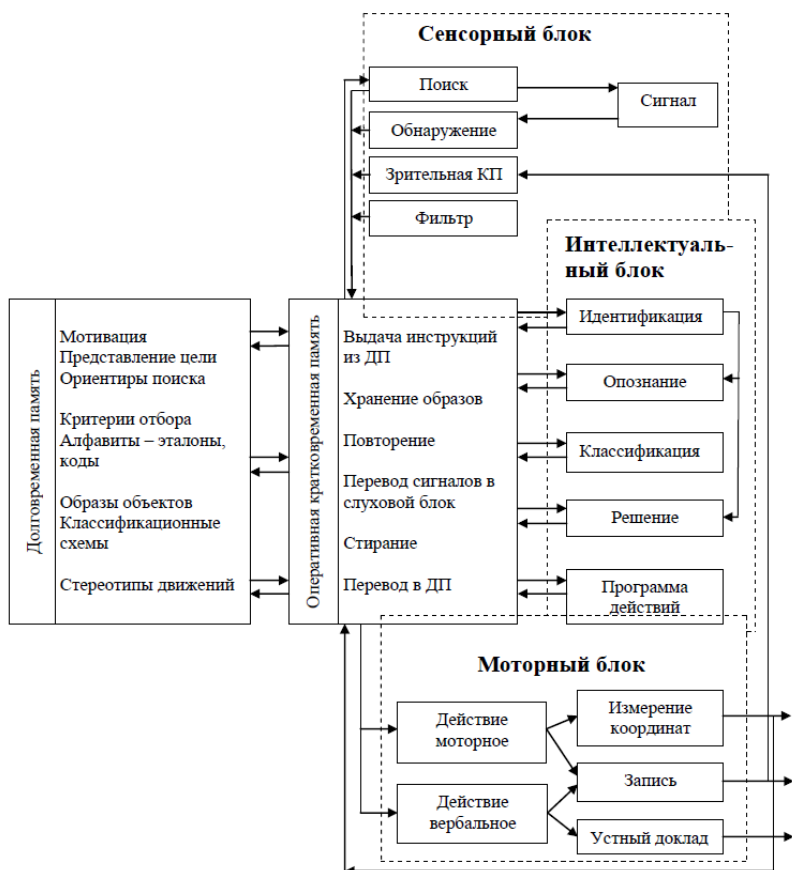 Сенсорный блок
Поиск
Сигнал
Обнаружение
Зрительная КП
Фильтр
Интеллектуаль-
ный блок
Долговременная память
Мотивация
Представление цели
Ориентиры поиска
Критерии отбора
Алфавиты – эталоны,
коды
Образы объектов
Классификационные
схемы
Стереотипы движений
Оперативная кратковременная память
Выдача инструкций
из ДП
Хранение образов
Повторение
Перевод сигналов в
слуховой блок
Стирание
Перевод в ДП
Идентификация
Опознание
Классификация
Решение
Программа
действий
Моторный блок
Действие
моторное
Измерение
координат
Запись
Действие
вербальное
Устный доклад